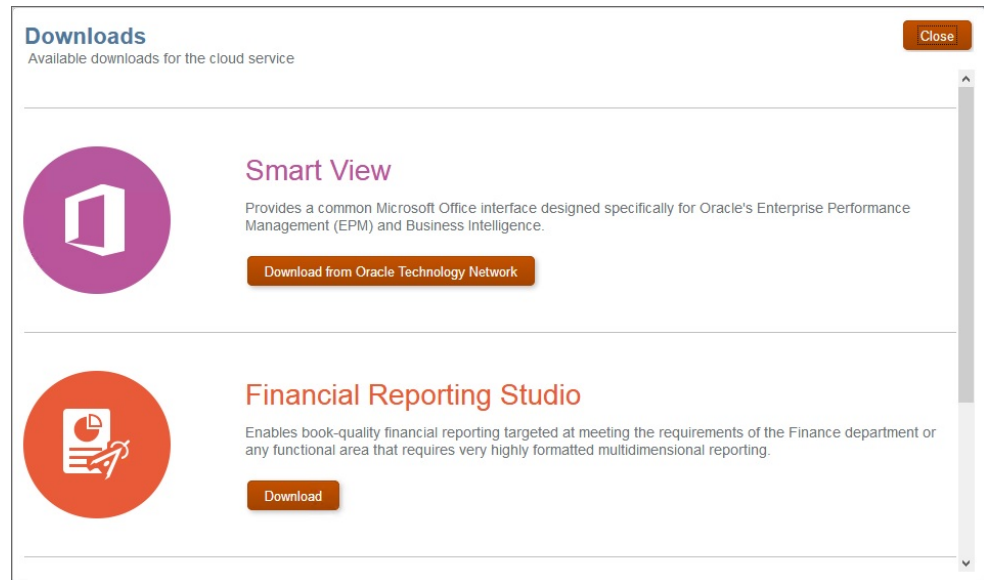 Downloads
Close
Available downloads for the cloud service
Smart View
Provides a common Microsoft Office interface designed specifically for Oracle's Enterprise Performance
Management (EPM) and Business Intelligence.
Download from Oracle Technology Network
Financial Reporting Studio
Enables book-quality financial reporting targeted at meeting the requirements of the Finance department or
any functional area that requires very highly formatted multidimensional reporting.
Download